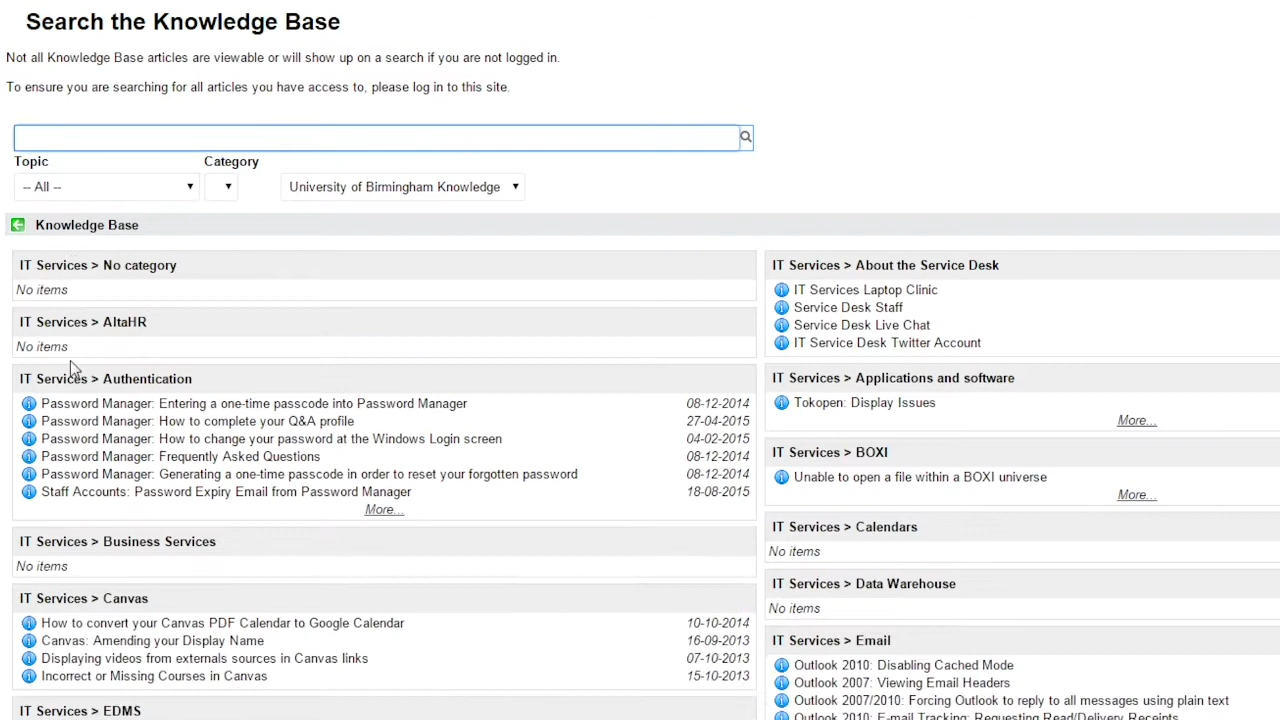 Search the Knowledge Base
Not all Knowledge Base articles are viewable or will show up on a search if you are not logged in.
To ensure you are searching for all articles you have access to, please log in to this site.
Topic
Category
-- All --
University of Birmingham Knowledge
Knowledge Base
IT Services > No category
No items
IT Services > AltaHR
No items
IT Services > Authentication
Password Manager: Entering a one-time passcode into Password Manager 08-12-2014
Password Manager: How to complete your Q&A profile 27-04-2015
Password Manager: How to change your password at the Windows Login screen 04-02-2015
Password Manager: Frequently Asked Questions 08-12-2014
Password Manager: Generating a one-time passcode in order to reset your forgotten password 08-12-2014
Staff Accounts: Password Expiry Email from Password Manager 18-08-2015
More...
IT Services > Business Services
No items
IT Services > Canvas
How to convert your Canvas PDF Calendar to Google Calendar 10-10-2014
Canvas: Amending your Display Name 16-09-2013
Displaying videos from externals sources in Canvas links 07-10-2013
Incorrect or Missing Courses in Canvas 15-10-2013
IT Services > EDMS
IT Services > About the Service Desk
IT Services Laptop Clinic
Service Desk Staff
Service Desk Live Chat
IT Service Desk Twitter Account
IT Services > Applications and software
Tokopen: Display Issues
More...
IT Services > BOXI
Unable to open a file within a BOXI universe
More...
IT Services > Calendars
No items
IT Services > Data Warehouse
No items
IT Services > Email
Outlook 2010: Disabling Cached Mode
Outlook 2007: Viewing Email Headers
Outlook 2007/2010: Forcing Outlook to reply to all messages using plain text
Outlook 2010: E-mail Tracking: Requesting Read/Delivery Receipts